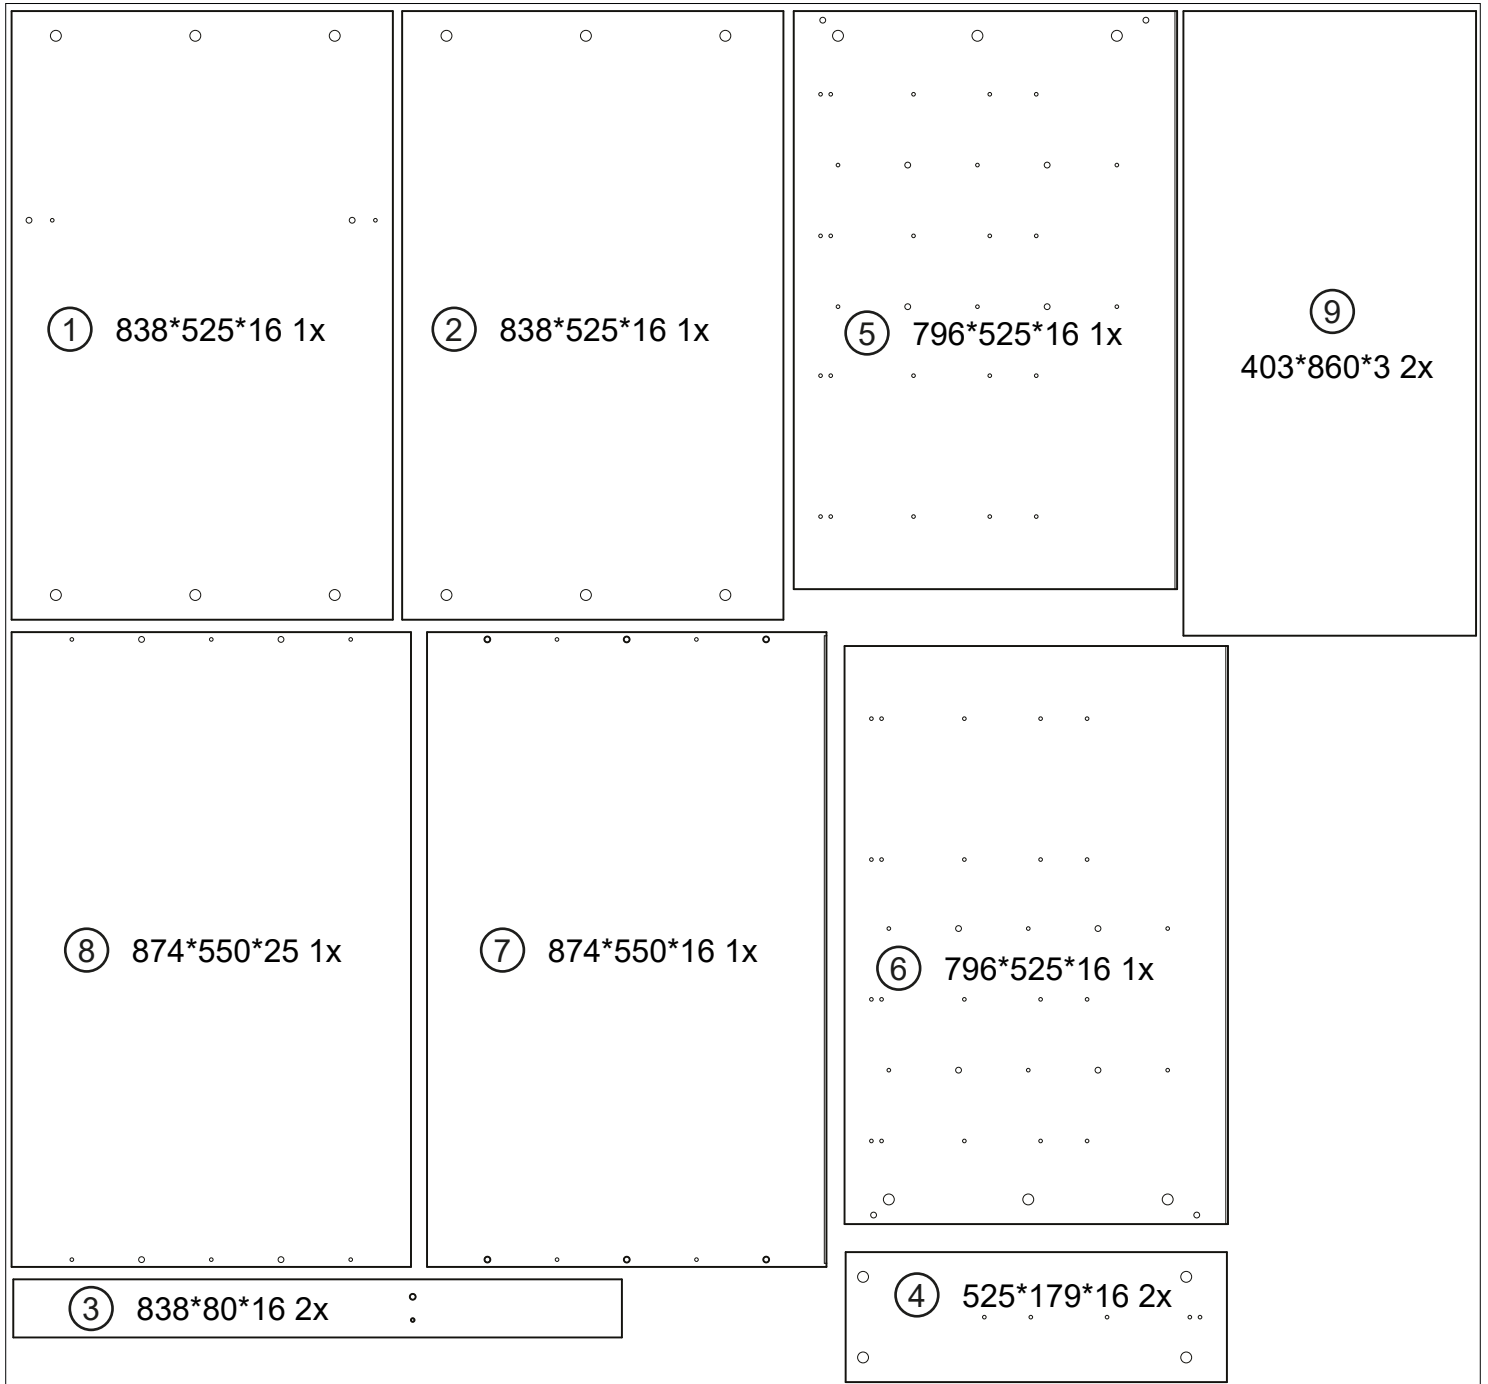 1 838*525*16 1x
2 838*525*16 1x
5 796*525*16 1x
9
403*860*3 2x
8 874*550*25 1x
7 874*550*16 1x
6 796*525*16 1x
3 838*80*16 2x
4 525*179*16 2x